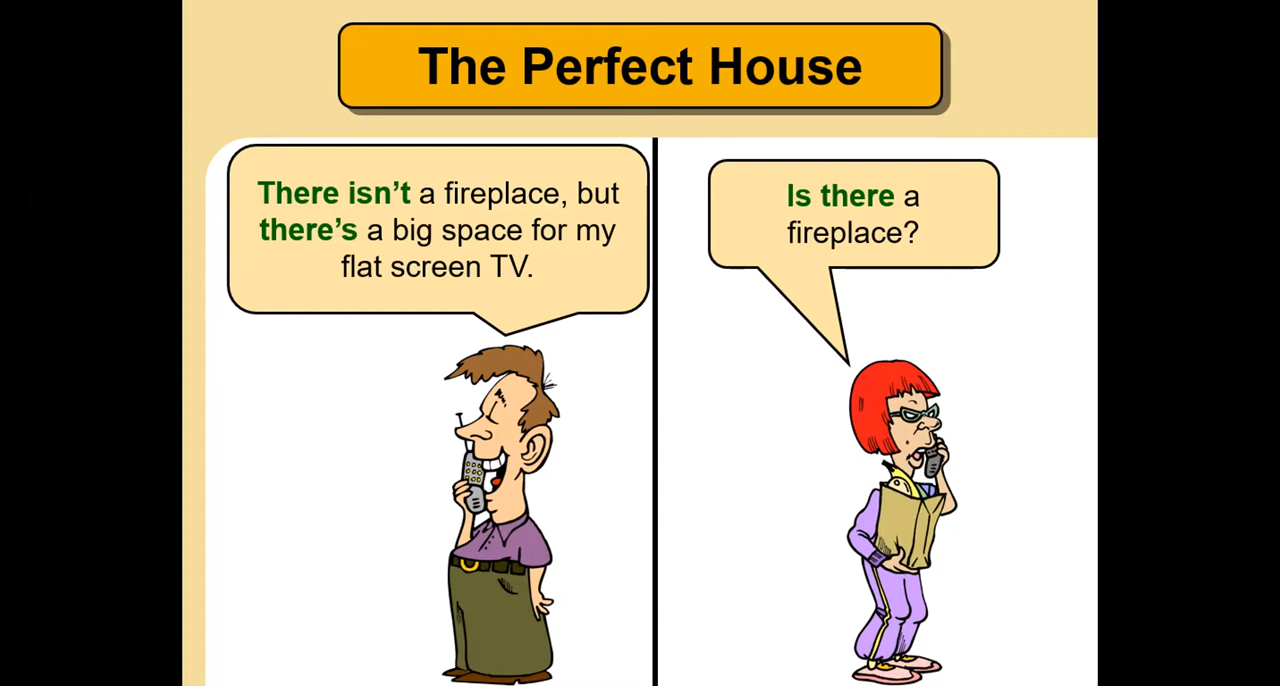 The Perfect House
There isn’t a fireplace, but
there’s a big space for my
flat screen TV.
Is there a
fireplace?